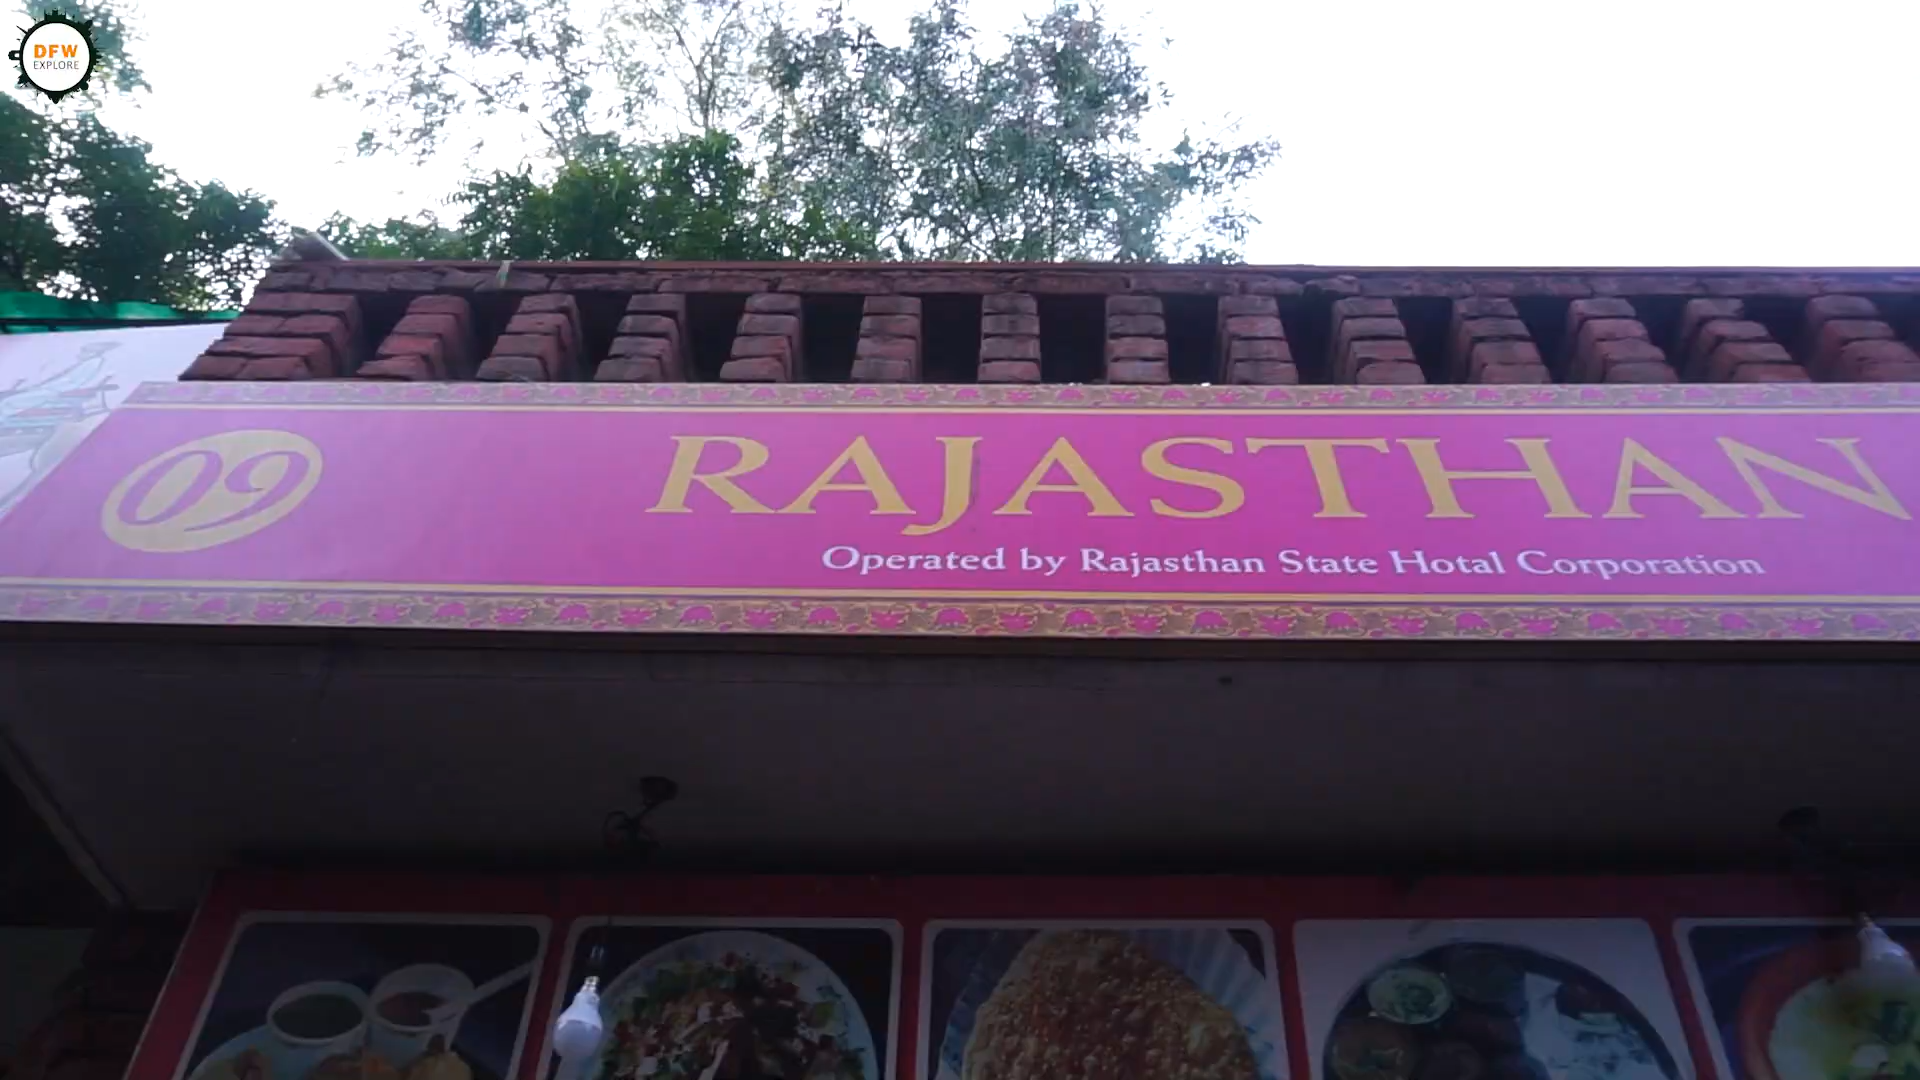 DFW
EXPLORE
09
RAJASTHAN
Operated by Rajasthan State Hotal Corporation